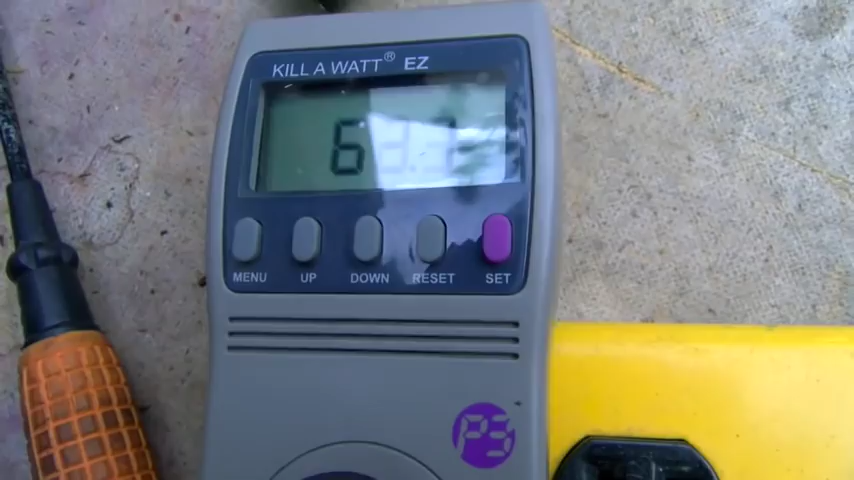 KILL A WATT® EZ
MENU UP DOWN RESET SET
P3